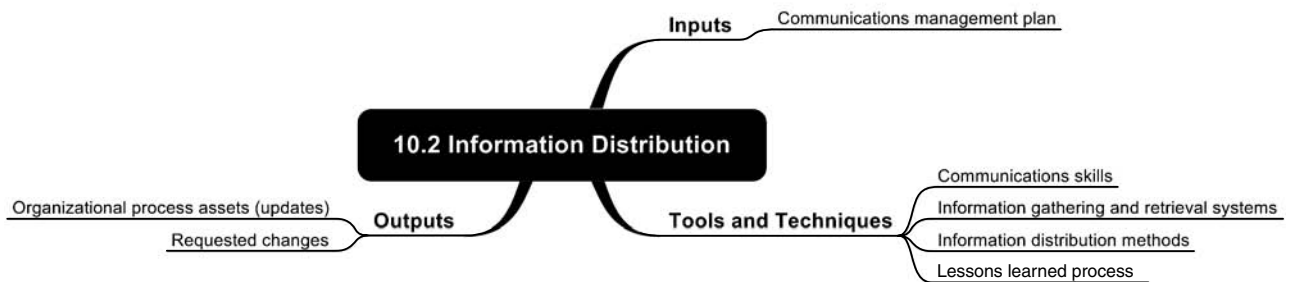 Inputs
Communications management plan
10.2 Information Distribution
Communications skills
Organizational process assets (updates)
Outputs
Tools and Techniques
Information gathering and retrieval systems
Requested changes
Information distribution methods
Lessons learned process